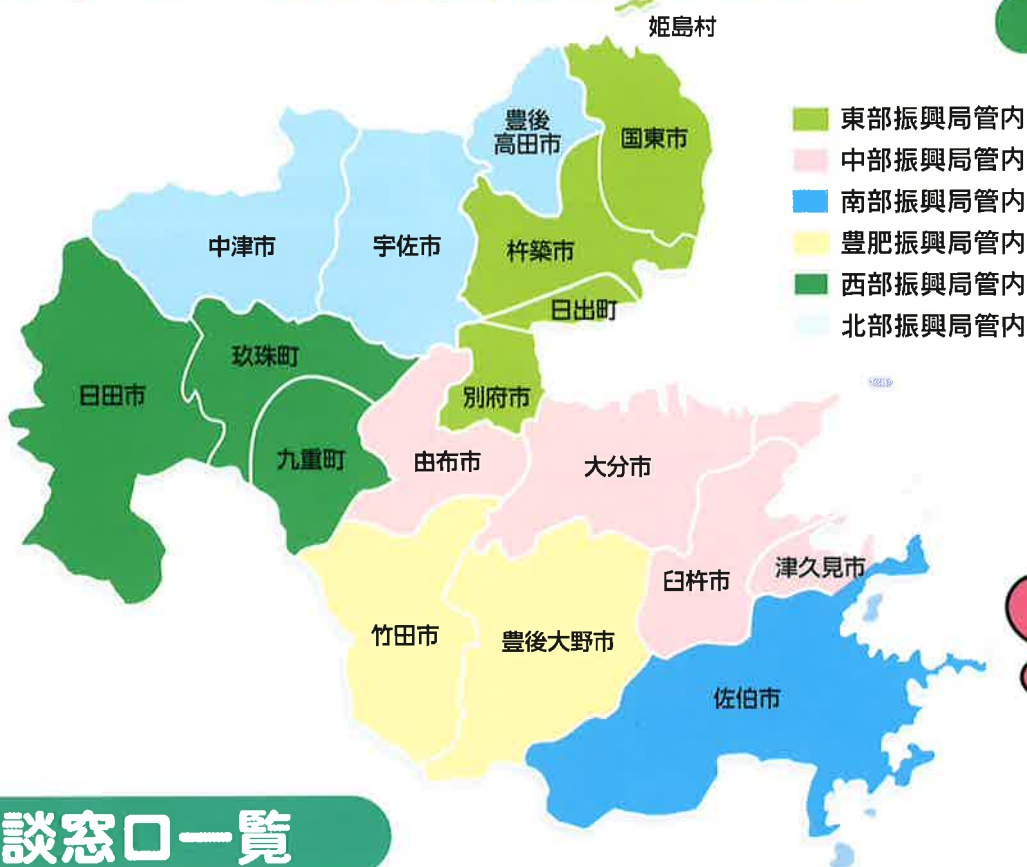 姫島村
豊後
高田市
国東市
中津市
宇佐市
杵築市
日出町
玖珠町
日田市
別府市
九重町
由布市
大分市
臼杵市
津久見市
竹田市
豊後大野市
佐伯市
東部振興局管内
中部振興局管内
南部振興局管内
豊肥振興局管内
西部振興局管内
北部振興局管内
談窓口一覧